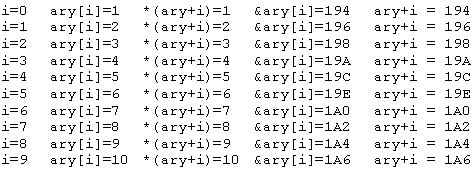 i=0 ary[i]=1 *(ary+i)=1 &ary[i]=194 ary+i = 194
i=1 ary[i]=2 *(ary+i)=2 &ary[i]=196 ary+i = 196
i=2 ary[i]=3 *(ary+i)=3 &ary[i]=198 ary+i = 198
i=3 ary[i]=4 *(ary+i)=4 &ary[i]=19A ary+i = 19A
i=4 ary[i]=5 *(ary+i)=5 &ary[i]=19C ary+i = 19C
i=5 ary[i]=6 *(ary+i)=6 &ary[i]=19E ary+i = 19E
i=6 ary[i]=7 *(ary+i)=7 &ary[i]=1A0 ary+i = 1A0
i=7 ary[i]=8 *(ary+i)=8 &ary[i]=1A2 ary+i = 1A2
i=8 ary[i]=9 *(ary+i)=9 &ary[i]=1A4 ary+i = 1A4
i=9 ary[i]=10 *(ary+i)=10 &ary[i]=1A6 ary+i = 1A6